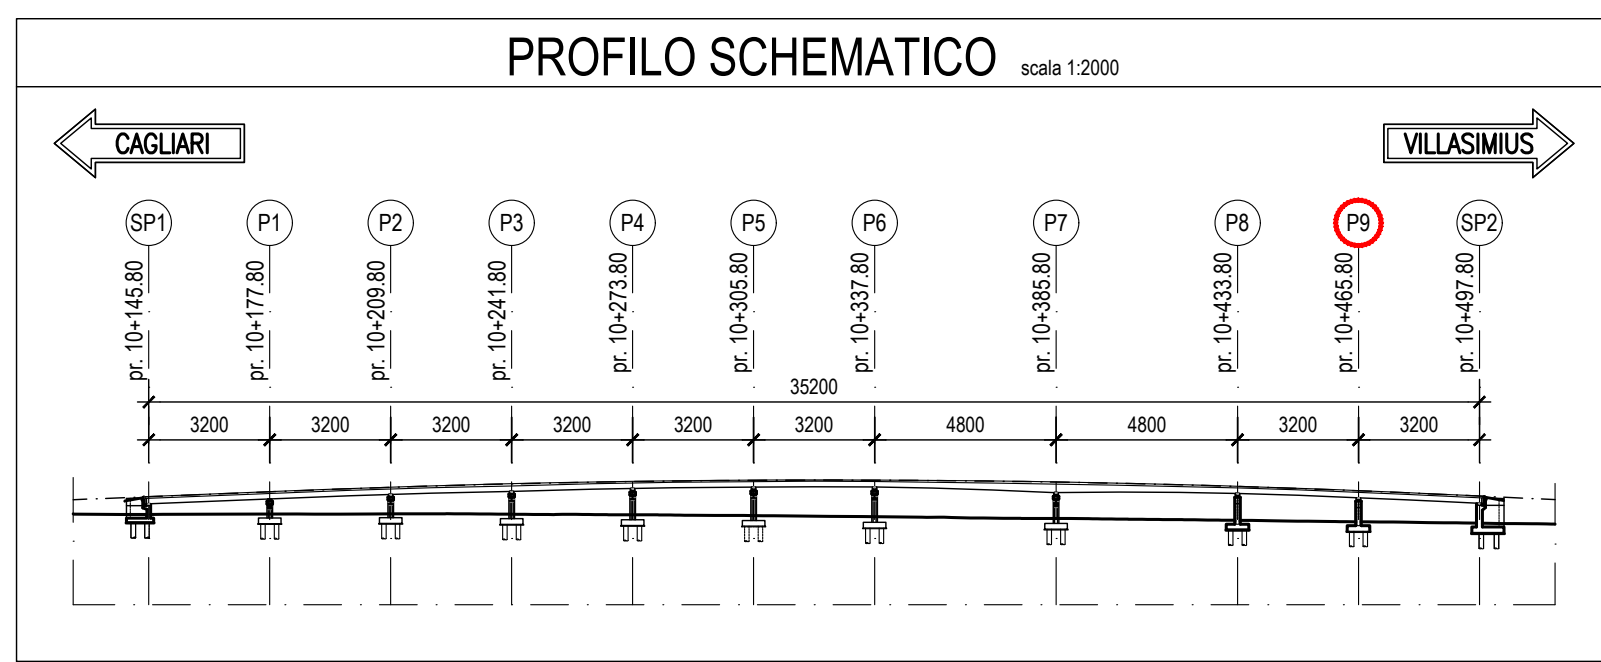 PROFILO SCHEMATICO scala 1:2000
CAGLIARI
VILLASIMIUS
SP1 P1 P2 P3 P4 P5 P6 P7 P8 P9 SP2
pr. 10+145.80
pr. 10+177.80
pr. 10+209.80
pr. 10+241.80
pr. 10+273.80
pr. 10+305.80
pr. 10+337.80
pr. 10+385.80
pr. 10+433.80
pr. 10+465.80
pr. 10+497.80
35200
3200 3200 3200 3200 3200 3200 4800 4800 3200 3200